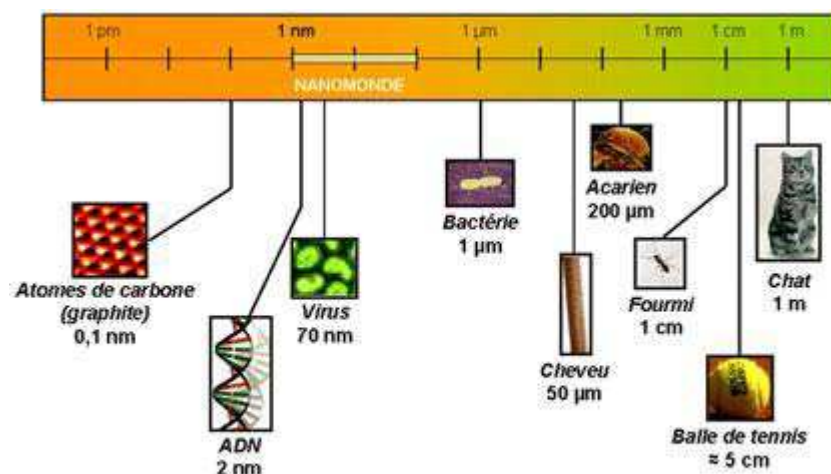 1 pm 1 nm 1 µm 1 mm 1 cm 1 m
NANOMONDE
Atomes de carbone
(graphite)
0,1 nm
ADN
2 nm
Virus
70 nm
Bactérie
1 µm
Cheveu
50 µm
Acarien
200 µm
Fourmi
1 cm
Balle de tennis
≈ 5 cm
Chat
1 m